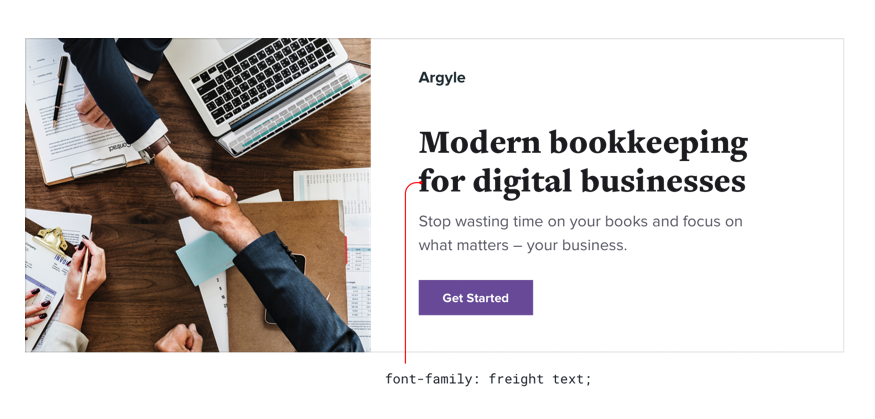 Contract
Argyle
Modern bookkeeping
for digital businesses
Stop wasting time on your books and focus on
what matters – your business.
Get Started
font-family: freight text;